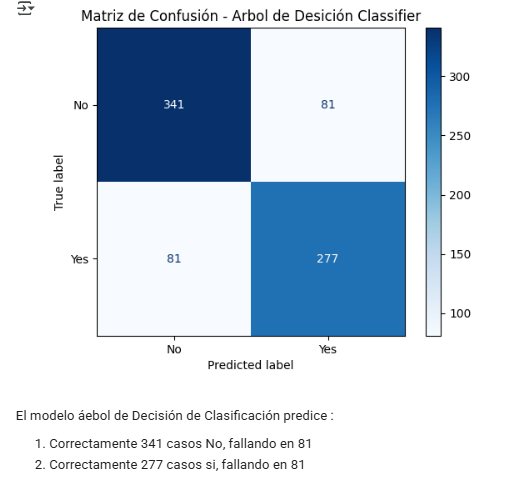 Matriz de Confusión - Arbol de Desición Classifier
No
341
81
300
250
True label
200
Yes
81
277
150
100
No
Yes
Predicted label
El modelo áebol de Decisión de Clasificación predice :
1. Correctamente 341 casos No, fallando en 81
2. Correctamente 277 casos si, fallando en 81